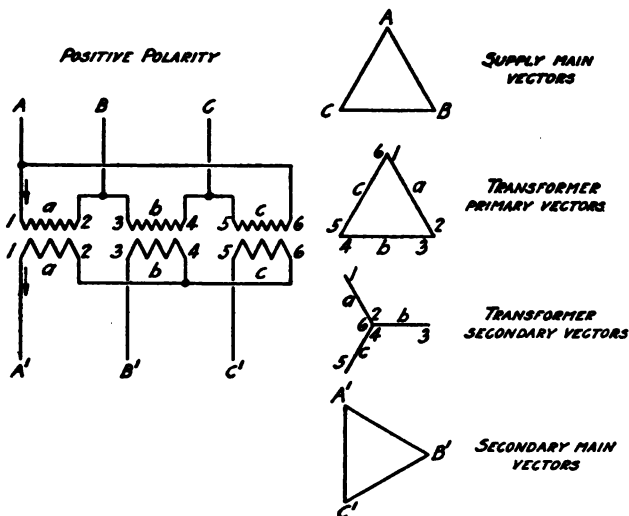 POSITIVE POLARITY
A B C
a b c
1 2 3 4 5 6
1 2 3 4 5 6
a b c
A' B' C'
A
C B
SUPPLY MAIN
VECTORS
6 1
c a
5 2
4 b 3
TRANSFORMER
PRIMARY VECTORS
1
a 2 b
6 4 3
c
5
TRANSFORMER
SECONDARY VECTORS
A'
B'
C'
SECONDARY MAIN
VECTORS